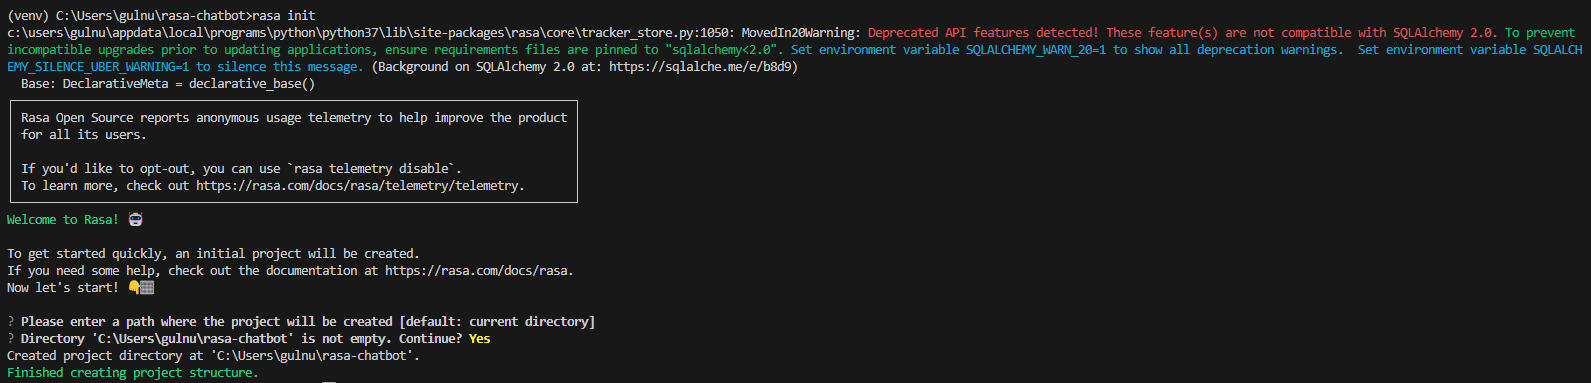 (venv) C:\Users\gulnu\rasa-chatbot>rasa init
c:\users\gulnu\appdata\local\programs\python\python37\lib\site-packages\rasa\core\tracker_store.py:1050: MovedIn20Warning: Deprecated API features detected! These feature(s) are not compatible with SQLAlchemy 2.0. To prevent
incompatible upgrades prior to updating applications, ensure requirements files are pinned to "sqlalchemy<2.0". Set environment variable SQLALCHEMY_WARN_20=1 to show all deprecation warnings.  Set environment variable SQLALCH
EMY_SILENCE_UBER_WARNING=1 to silence this message. (Background on SQLAlchemy 2.0 at: https://sqlalche.me/e/b8d9)
  Base: DeclarativeMeta = declarative_base()
Rasa Open Source reports anonymous usage telemetry to help improve the product
for all its users.
If you'd like to opt-out, you can use `rasa telemetry disable`.
To learn more, check out https://rasa.com/docs/rasa/telemetry/telemetry.
Welcome to Rasa! 🤖
To get started quickly, an initial project will be created.
If you need some help, check out the documentation at https://rasa.com/docs/rasa.
Now let's start! 👇
? Please enter a path where the project will be created [default: current directory]
? Directory 'C:\Users\gulnu\rasa-chatbot' is not empty. Continue? Yes
Created project directory at 'C:\Users\gulnu\rasa-chatbot'.
Finished creating project structure.